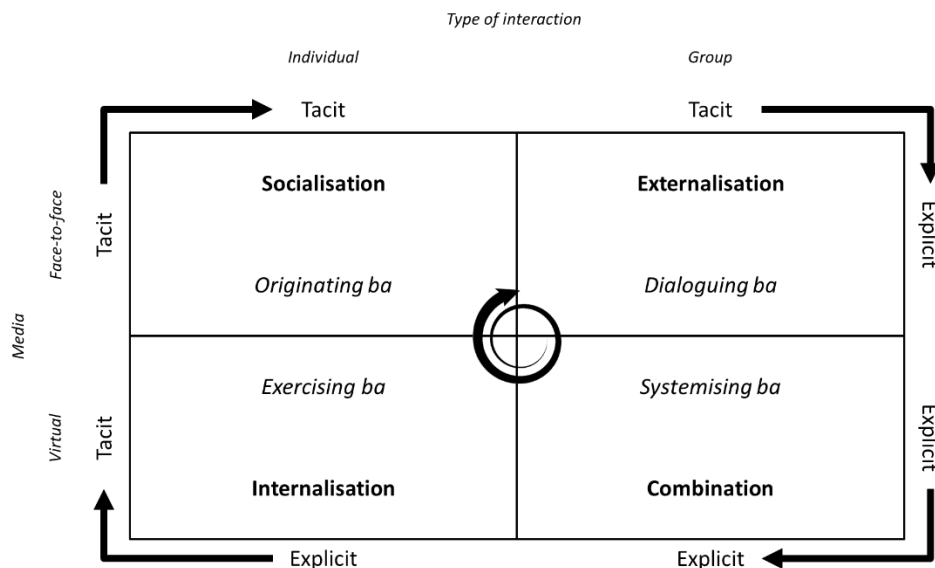 Type of interaction
Individual
Group
Tacit
Tacit
Socialisation
Externalisation
Face-to-face
Tacit
Explicit
Originating ba
Dialoguing ba
Media
Exercising ba
Systemising ba
Virtual
Tacit
Explicit
Internalisation
Combination
Explicit
Explicit